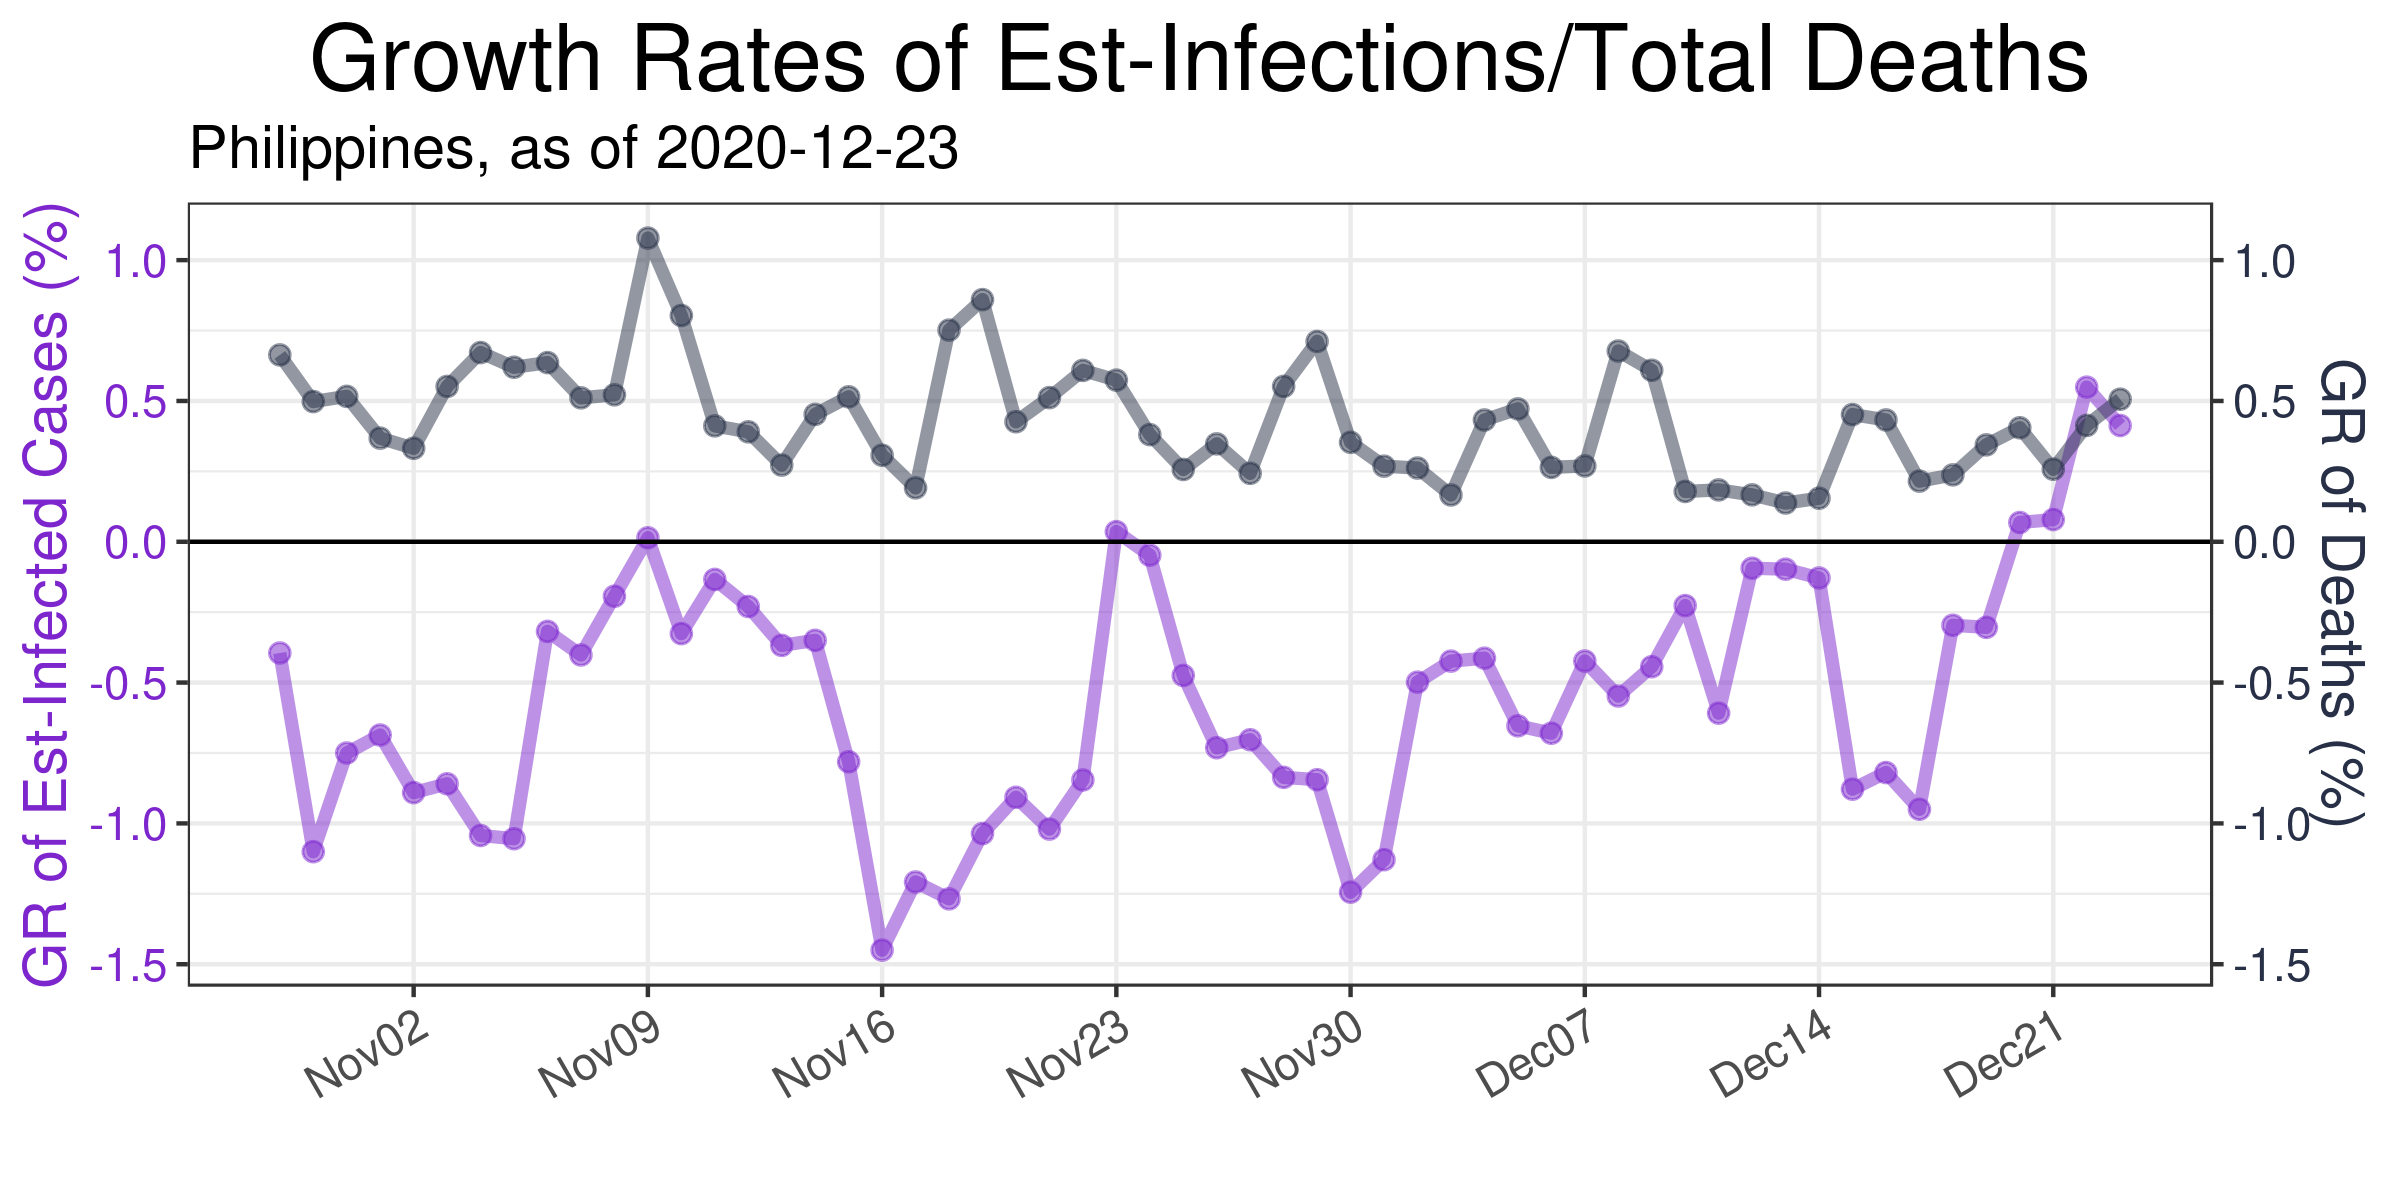 Growth Rates of Est-Infections/Total Deaths
Philippines, as of 2020-12-23
GR of Est-Infected Cases (%)
1.0
0.5
0.0
-0.5
-1.0
-1.5
1.0
0.5
0.0
-0.5
-1.0
-1.5
GR of Deaths (%)
Nov02
Nov09
Nov16
Nov23
Nov30
Dec07
Dec14
Dec21